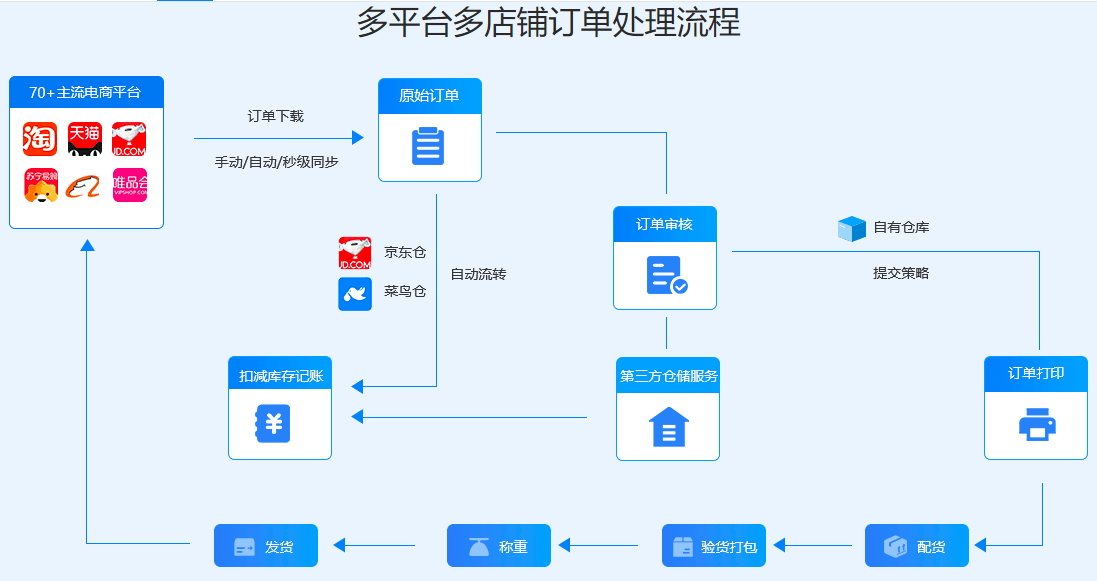 多平台多店铺订单处理流程
70+主流电商平台
淘
天猫
JD.COM
苏宁易购
唯品会
VIPSHOP.COM
订单下载
手动/自动/秒级同步
原始订单
京东仓
JD.COM
菜鸟仓
自动流转
订单审核
自有仓库
提交策略
扣减库存记账
¥
第三方仓储服务
订单打印
发货
称重
验货打包
配货